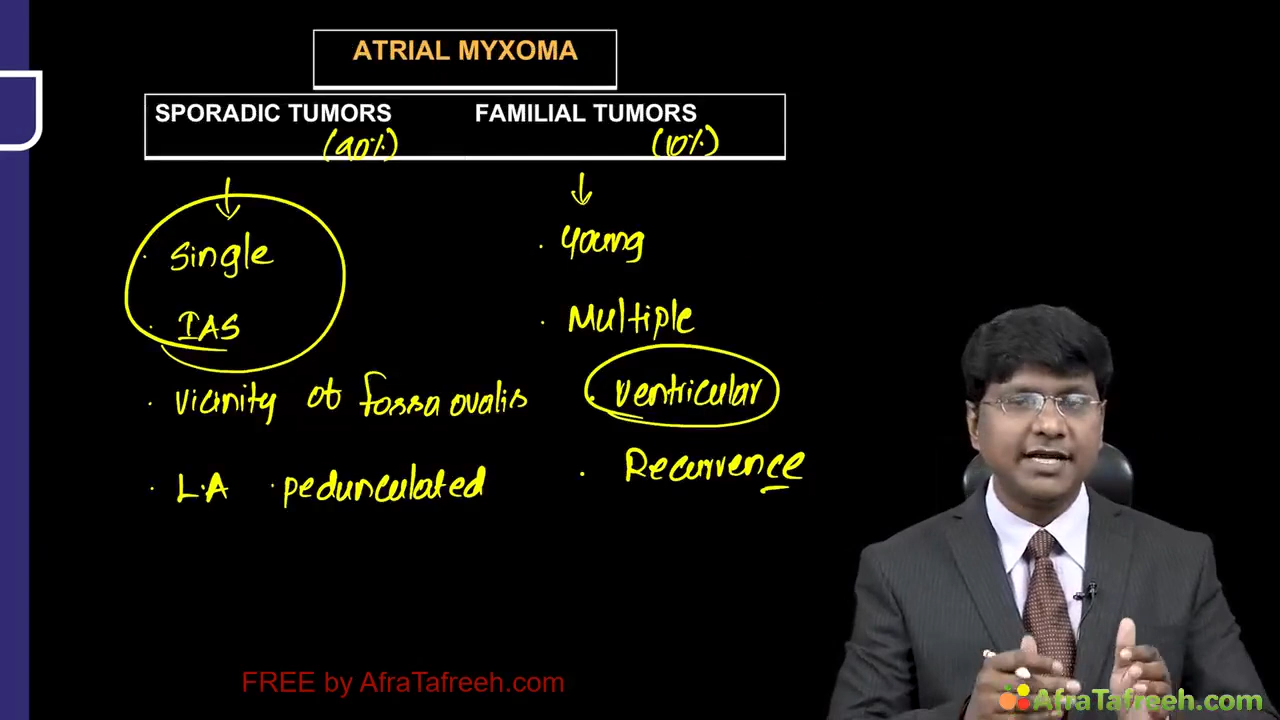 ATRIAL MYXOMA
SPORADIC TUMORS FAMILIAL TUMORS
(90%) (10%)
· Single
· IAS
· Vicinity of fossa ovalis
· L.A · pedunculated
· Young
· Multiple
· Ventricular
· Recurrence
FREE by AfraTafreeh.com
AfraTafreeh.com